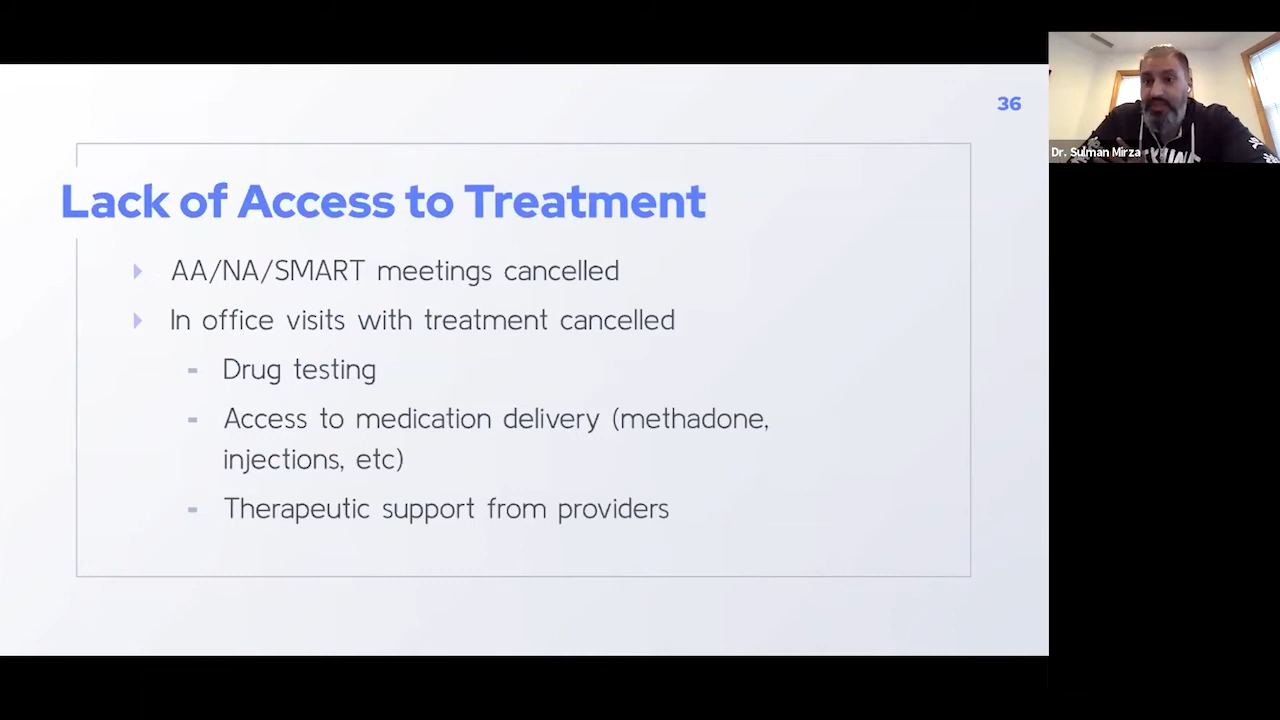 36
Lack of Access to Treatment
AA/NA/SMART meetings cancelled
In office visits with treatment cancelled
- Drug testing
- Access to medication delivery (methadone,
injections, etc)
- Therapeutic support from providers
Dr. Sulman Mirza